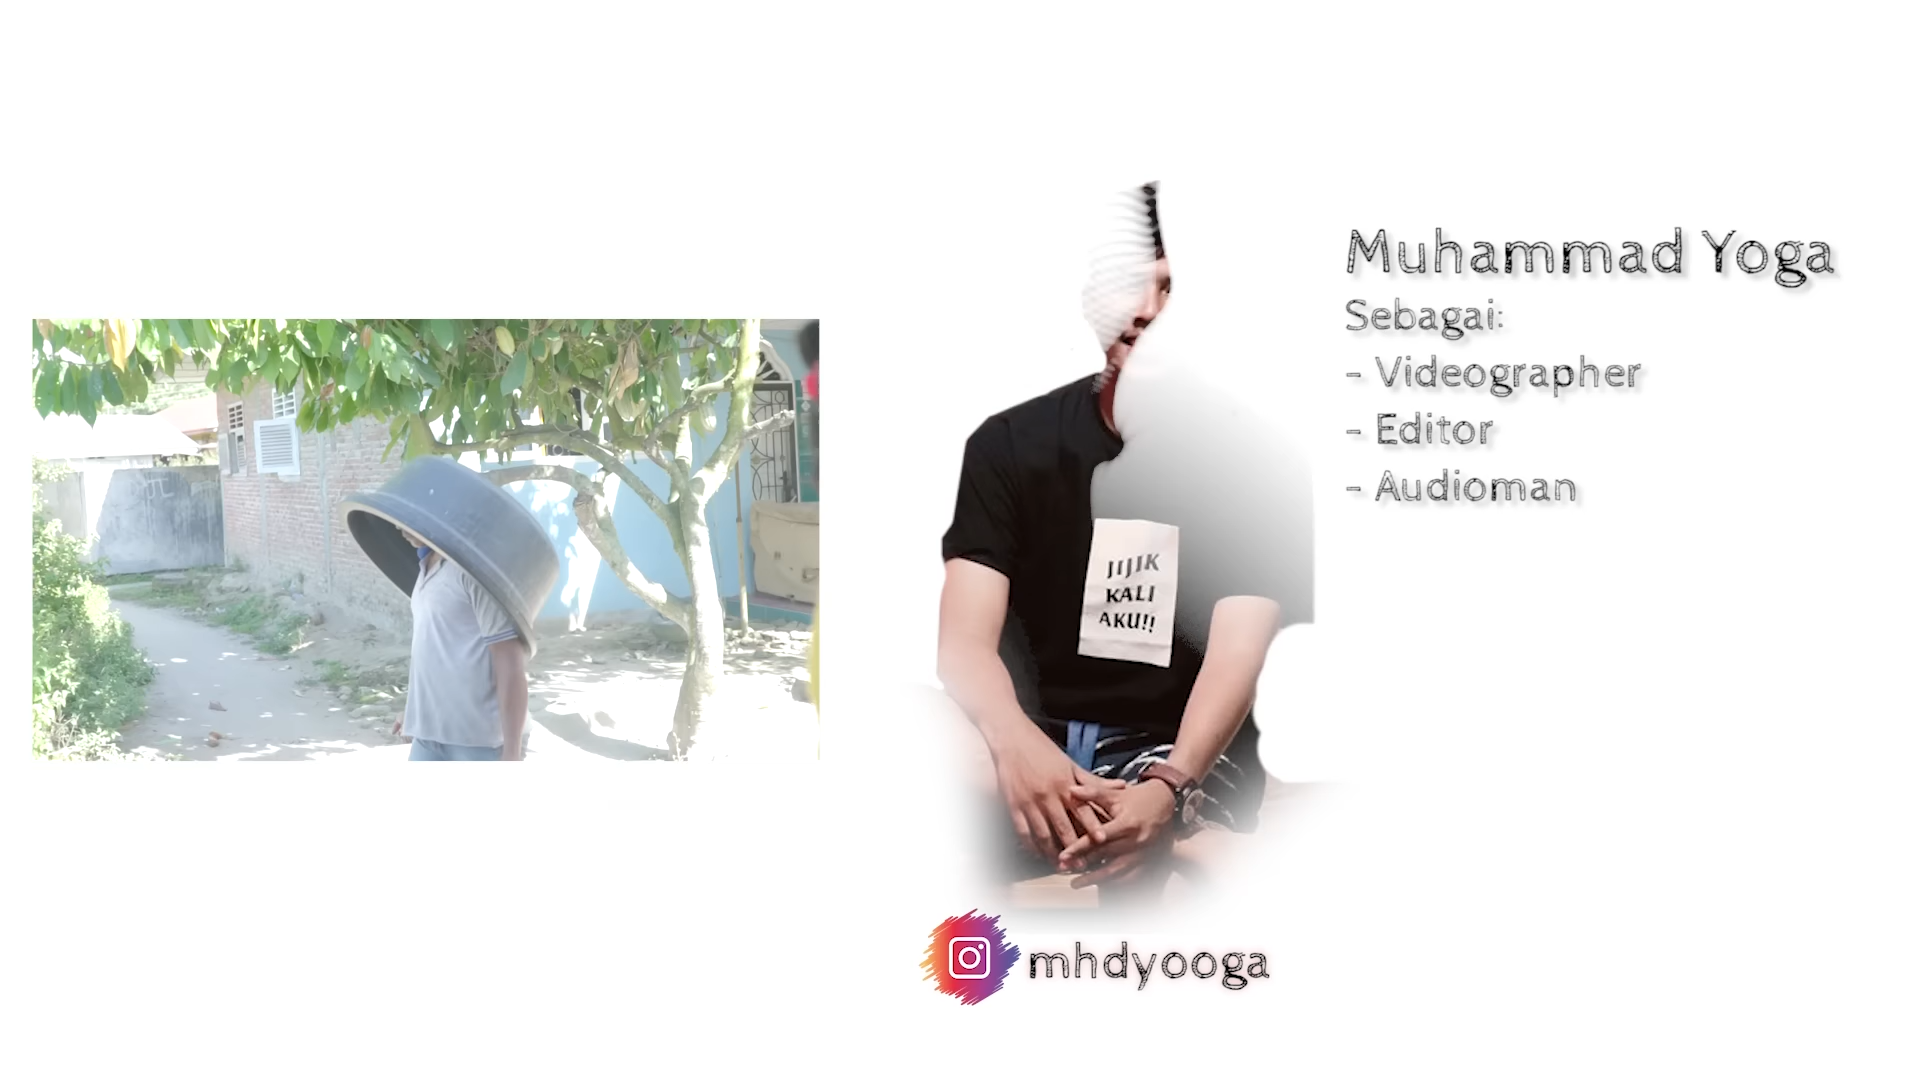 Muhammad Yoga
Sebagai:
- Videographer
- Editor
- Audioman
JIJIK
KALI
AKU!!
mhdyooga